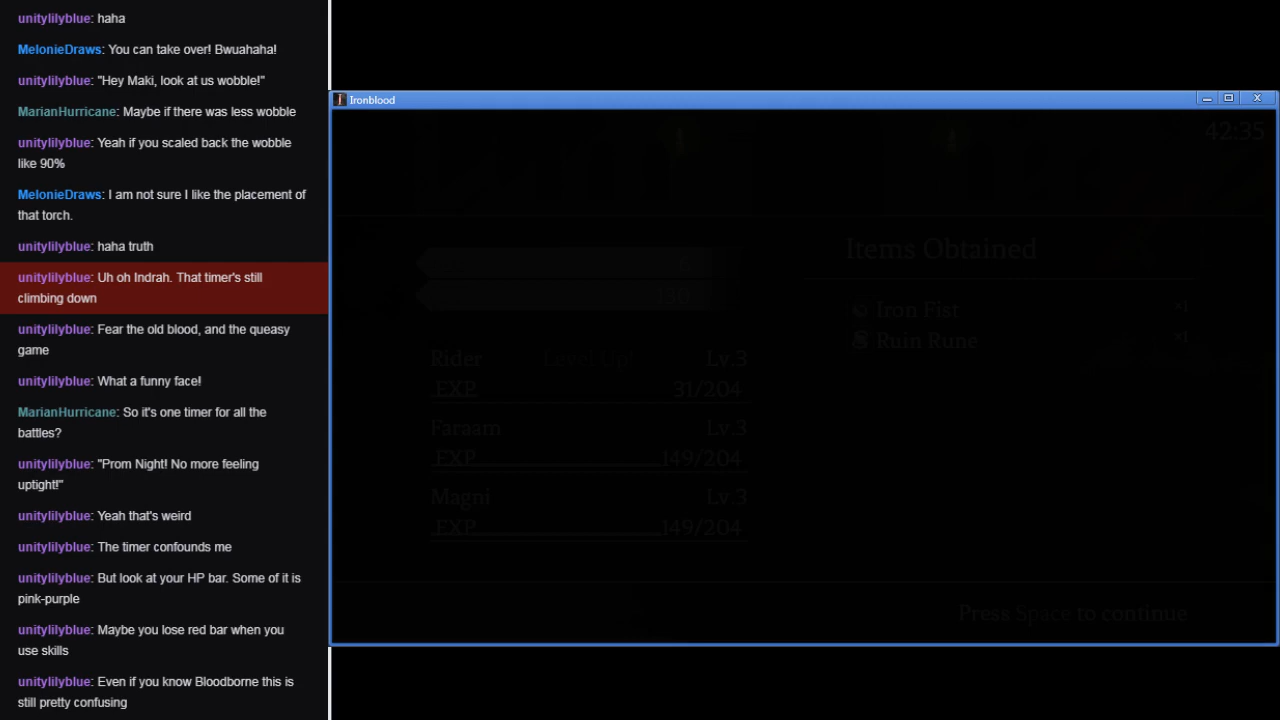 unitylilyblue: haha
MelonieDraws: You can take over! Bwuahaha!
unitylilyblue: "Hey Maki, look at us wobble!"
MarianHurricane: Maybe if there was less wobble
unitylilyblue: Yeah if you scaled back the wobble
like 90%
MelonieDraws: I am not sure I like the placement of
that torch.
unitylilyblue: haha truth
unitylilyblue: Uh oh Indrah. That timer's still
climbing down
unitylilyblue: Fear the old blood, and the queasy
game
unitylilyblue: What a funny face!
MarianHurricane: So it's one timer for all the
battles?
unitylilyblue: "Prom Night! No more feeling
uptight!"
unitylilyblue: Yeah that's weird
unitylilyblue: The timer confounds me
unitylilyblue: But look at your HP bar. Some of it is
pink-purple
unitylilyblue: Maybe you lose red bar when you
use skills
unitylilyblue: Even if you know Bloodborne this is
still pretty confusing
Ironblood
42:35
6
130
Rider Level Up! Lv.3
EXP 31/204
Faraam Lv.3
EXP 149/204
Magni Lv.3
EXP 149/204
Items Obtained
Iron Fist x1
Ruin Rune x1
Press Space to continue